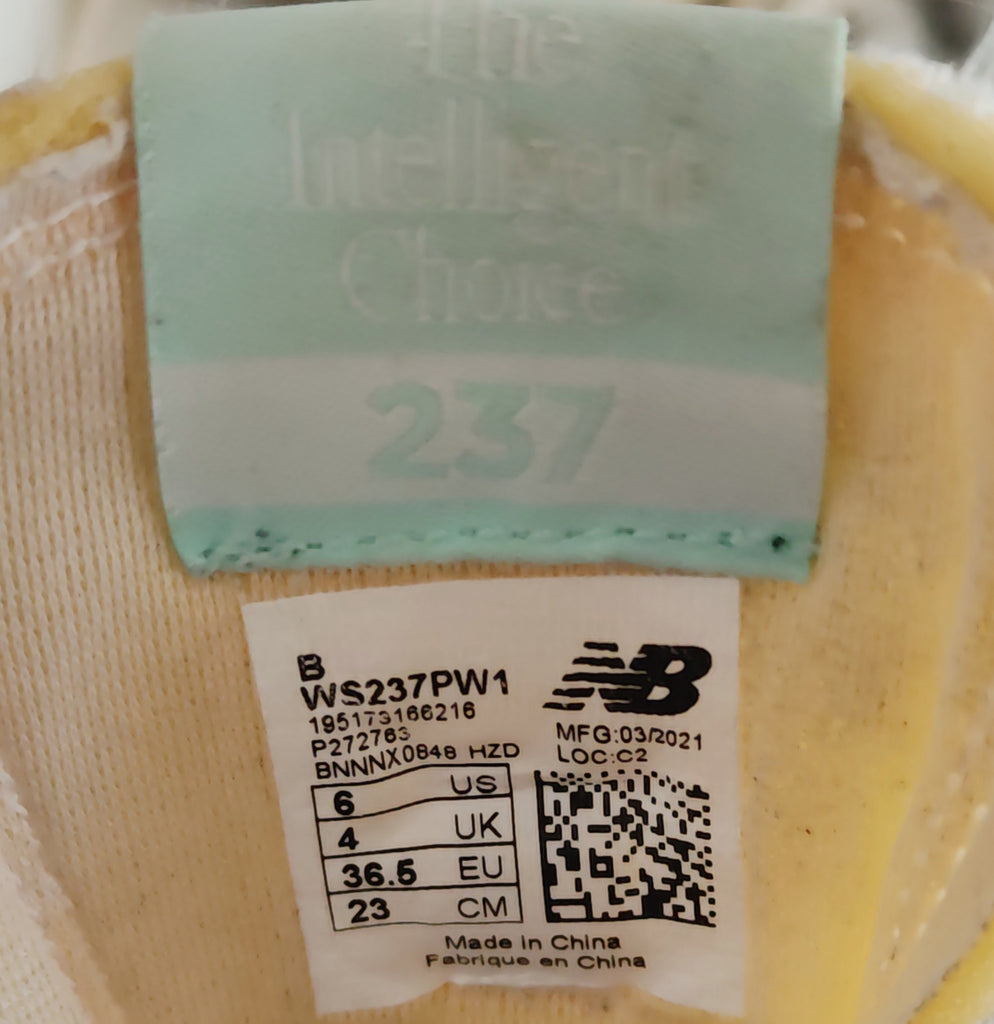 The
Intelligent
Choice
237
B
WS237PW1
195173166216
P272763
BNNNX0848 HZD
NB
MFG:03/2021
LOC:C2
6 US
4 UK
36.5 EU
23 CM
Made in China
Fabrique en China